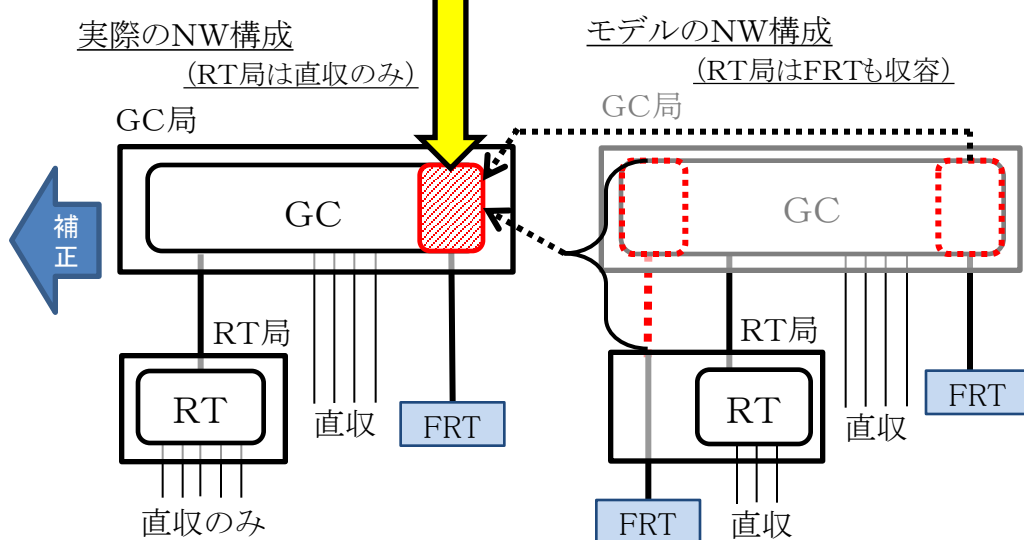 実際のNW構成
(RT局は直収のみ)
GC局
GC
補正
RT局
RT
直収
FRT
直収のみ
モデルのNW構成
(RT局はFRTも収容)
GC局
GC
RT局
RT
直収
FRT
FRT
直収